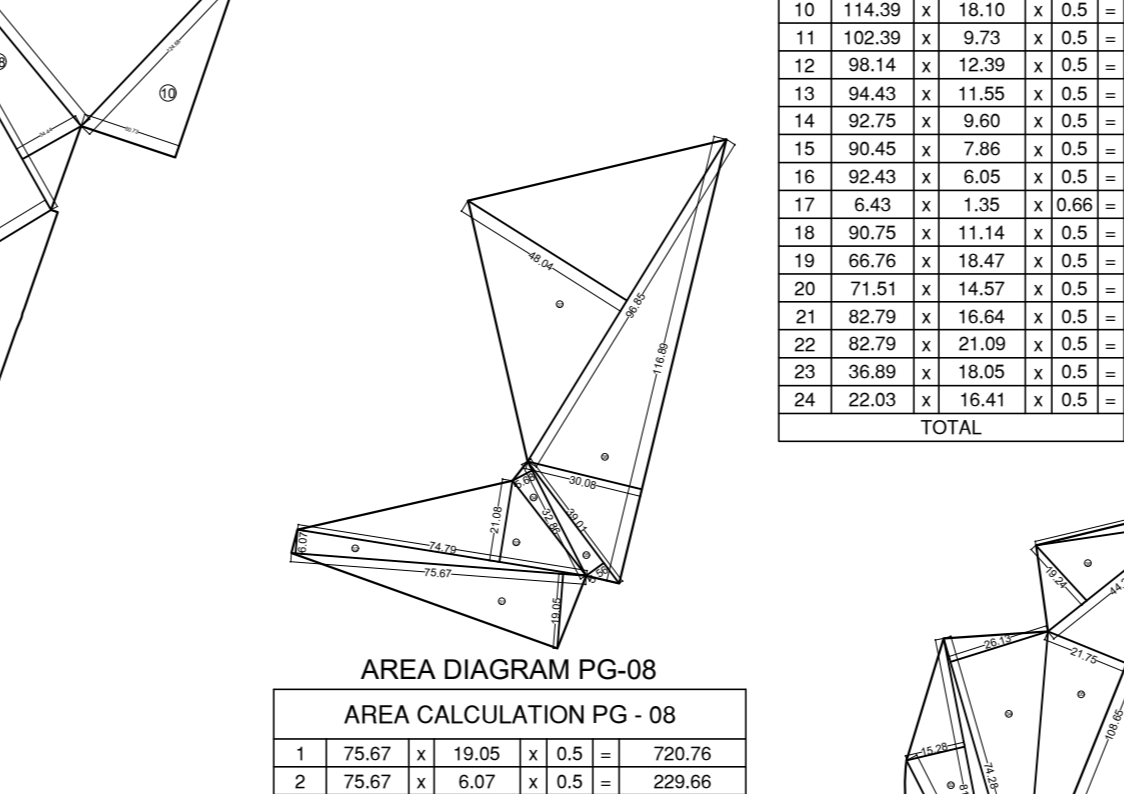 10 114.39 x 18.10 x 0.5 =
11 102.39 x 9.73 x 0.5 =
12 98.14 x 12.39 x 0.5 =
13 94.43 x 11.55 x 0.5 =
14 92.75 x 9.60 x 0.5 =
15 90.45 x 7.86 x 0.5 =
16 92.43 x 6.05 x 0.5 =
17 6.43 x 1.35 x 0.66 =
18 90.75 x 11.14 x 0.5 =
19 66.76 x 18.47 x 0.5 =
20 71.51 x 14.57 x 0.5 =
21 82.79 x 16.64 x 0.5 =
22 82.79 x 21.09 x 0.5 =
23 36.89 x 18.05 x 0.5 =
24 22.03 x 16.41 x 0.5 =
TOTAL
10
48.04
96.85
116.89
30.08
39.01
32.86
21.08
6.07
74.79
75.67
19.05
19.24
26.13
21.75
108.65
15.28
74.28
AREA DIAGRAM PG-08
AREA CALCULATION PG - 08
1 75.67 x 19.05 x 0.5 = 720.76
2 75.67 x 6.07 x 0.5 = 229.66